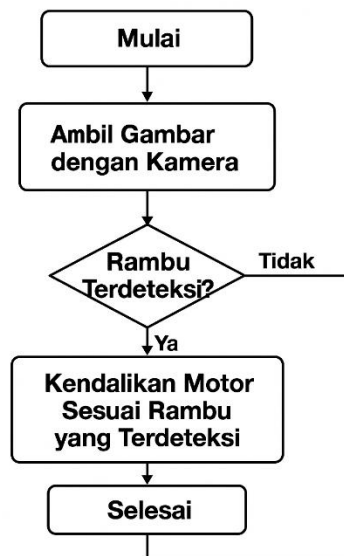 Mulai
Ambil Gambar
dengan Kamera
Rambu
Terdeteksi?
Tidak
Ya
Kendalikan Motor
Sesuai Rambu
yang Terdeteksi
Selesai